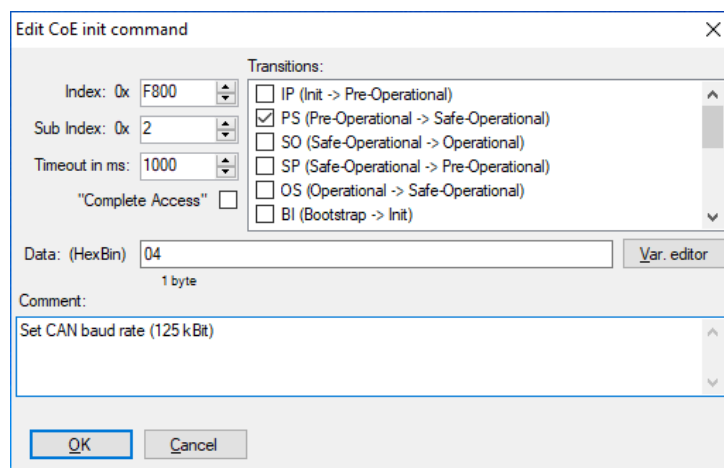 Edit CoE init command
Transitions:
Index: 0x F800
Sub Index: 0x 2
Timeout in ms: 1000
"Complete Access"
IP (Init -> Pre-Operational)
PS (Pre-Operational -> Safe-Operational)
SO (Safe-Operational -> Operational)
SP (Safe-Operational -> Pre-Operational)
OS (Operational -> Safe-Operational)
BI (Bootstrap -> Init)
Data: (HexBin) 04 Var. editor
1 byte
Comment:
Set CAN baud rate (125 kBit)
OK Cancel